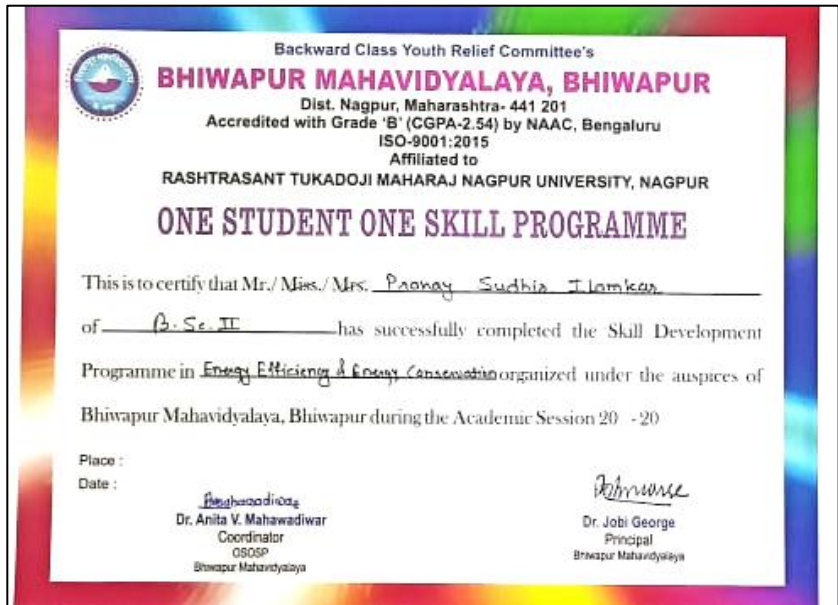 Backward Class Youth Relief Committee's
BHIWAPUR MAHAVIDYALAYA, BHIWAPUR
Dist. Nagpur, Maharashtra- 441 201
Accredited with Grade 'B' (CGPA-2.54) by NAAC, Bengaluru
ISO-9001:2015
Affiliated to
RASHTRASANT TUKADOJI MAHARAJ NAGPUR UNIVERSITY, NAGPUR
ONE STUDENT ONE SKILL PROGRAMME
This is to certify that Mr./ Miss./ Mrs. Pranay Sudhir Ilamkar
of B.Sc.II has successfully completed the Skill Development
Programme in Energy Efficiency & Energy Conservation organized under the auspices of
Bhiwapur Mahavidyalaya, Bhiwapur during the Academic Session 20 - 20
Place :
Date :
Dr. Anita V. Mahawadiwar
Coordinator
OSOSP
Bhiwapur Mahavidyalaya
Dr. Jobi George
Principal
Bhiwapur Mahavidyalaya